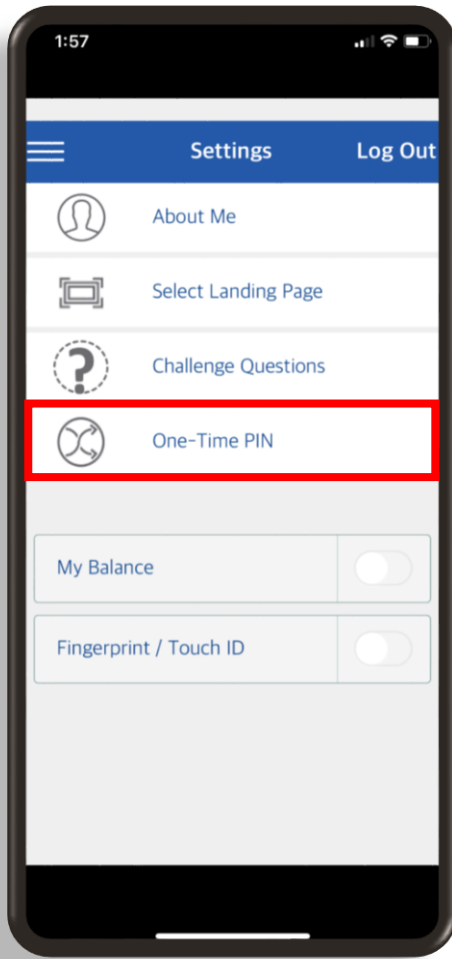 1:57
Settings Log Out
About Me
Select Landing Page
Challenge Questions
One-Time PIN
My Balance
Fingerprint / Touch ID